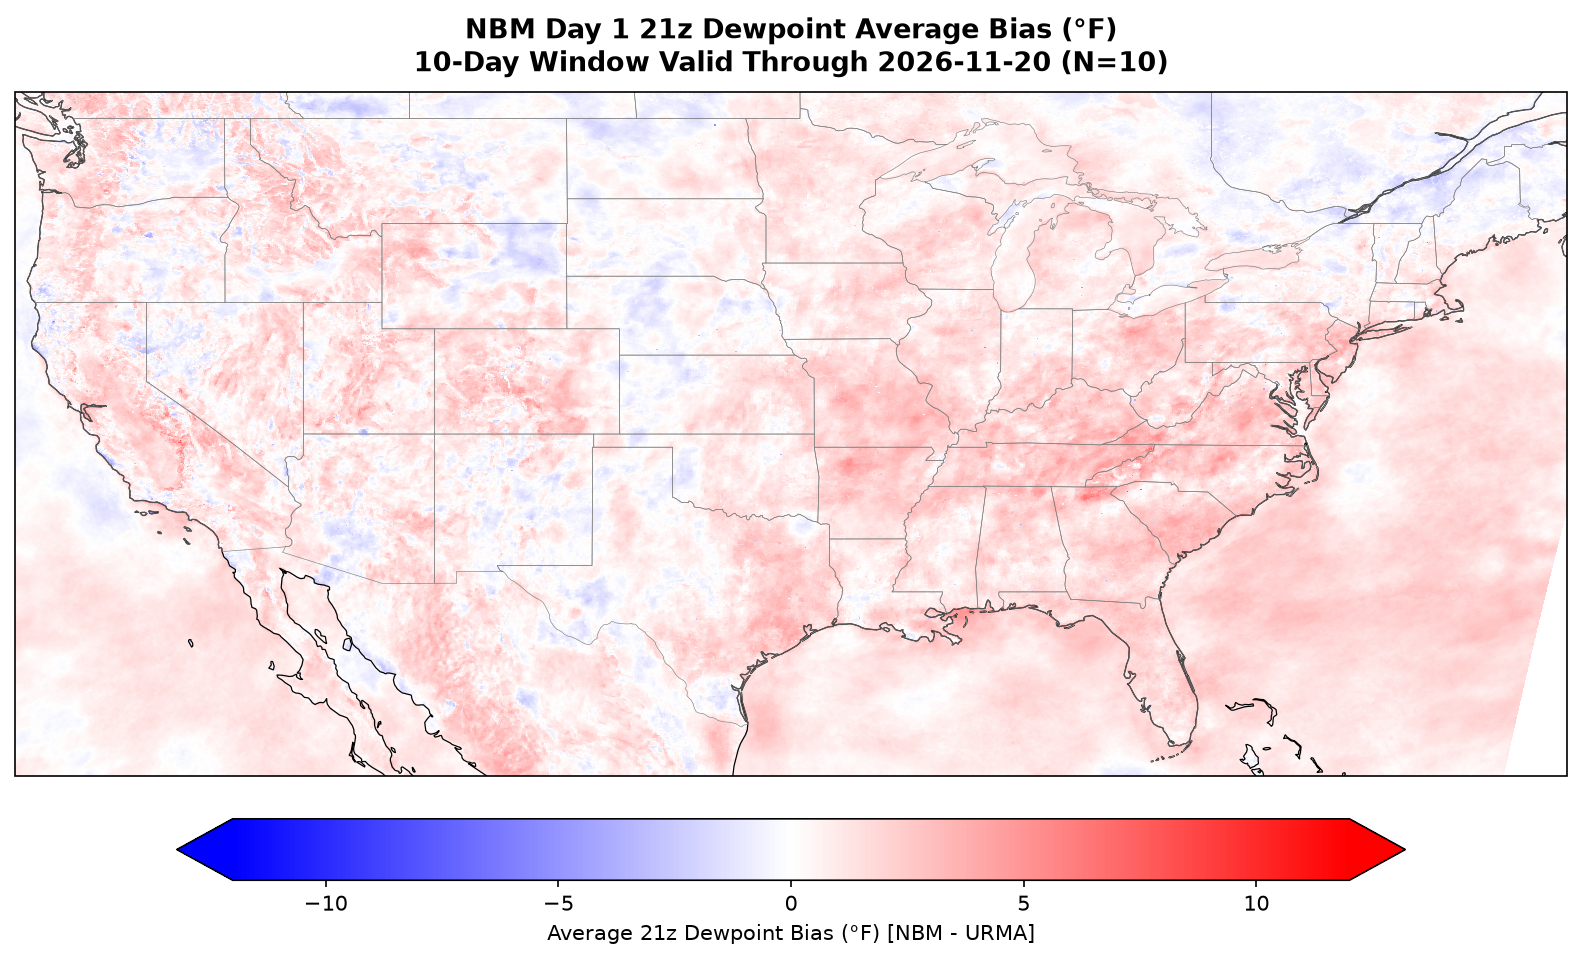 NBM Day 1 21z Dewpoint Average Bias (°F)
10-Day Window Valid Through 2026-11-20 (N=10)
−10 −5 0 5 10
Average 21z Dewpoint Bias (°F) [NBM - URMA]